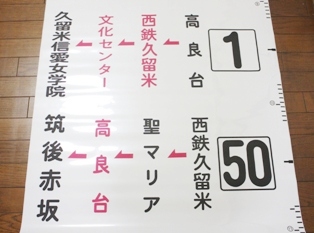 1
高良台
西鉄久留米
文化センター
久留米信愛女学院
50
西鉄久留米
聖マリア
高良台
筑後赤坂